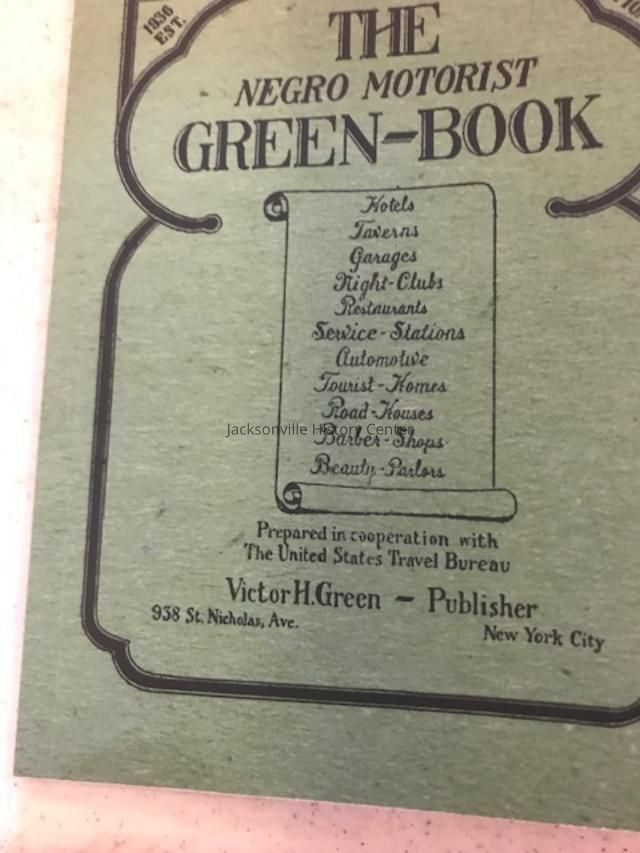 1936
EST.
THE
NEGRO MOTORIST
GREEN-BOOK
Hotels
Taverns
Garages
Night-Clubs
Restaurants
Service-Stations
Automotive
Tourist-Homes
Road-Houses
Jacksonville History Center
Barber-Shops
Beauty-Parlors
Prepared in cooperation with
The United States Travel Bureau
Victor H. Green - Publisher
938 St. Nicholas, Ave.
New York City